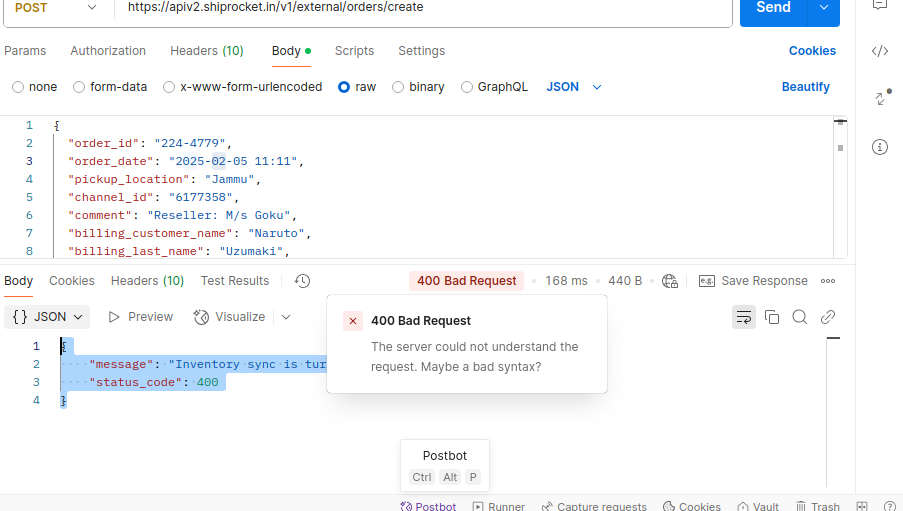 POST https://apiv2.shiprocket.in/v1/external/orders/create Send
Params Authorization Headers (10) Body Scripts Settings Cookies
none form-data x-www-form-urlencoded raw binary GraphQL JSON Beautify
1 {
2 "order_id": "224-4779",
3 "order_date": "2025-02-05 11:11",
4 "pickup_location": "Jammu",
5 "channel_id": "6177358",
6 "comment": "Reseller: M/s Goku",
7 "billing_customer_name": "Naruto",
8 "billing_last_name": "Uzumaki",
Body Cookies Headers (10) Test Results 400 Bad Request 168 ms 440 B e.g. Save Response
{} JSON Preview Visualize
400 Bad Request
The server could not understand the
request. Maybe a bad syntax?
1 {
2 "message": "Inventory sync is tur
3 "status_code": 400
4 }
Postbot
Ctrl Alt P
Postbot Runner Capture requests Cookies Vault Trash